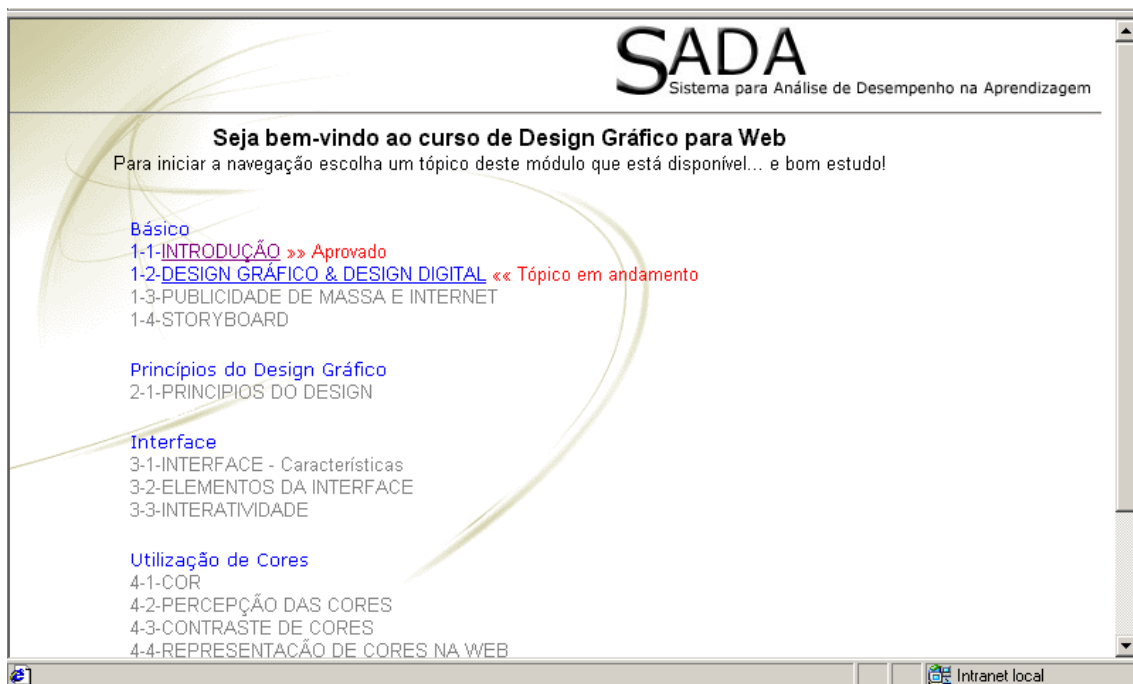 SADA
Sistema para Análise de Desempenho na Aprendizagem
Seja bem-vindo ao curso de Design Gráfico para Web
Para iniciar a navegação escolha um tópico deste módulo que está disponível... e bom estudo!
Básico
1-1-INTRODUÇÃO »» Aprovado
1-2-DESIGN GRÁFICO & DESIGN DIGITAL «« Tópico em andamento
1-3-PUBLICIDADE DE MASSA E INTERNET
1-4-STORYBOARD
Princípios do Design Gráfico
2-1-PRINCIPIOS DO DESIGN
Interface
3-1-INTERFACE - Características
3-2-ELEMENTOS DA INTERFACE
3-3-INTERATIVIDADE
Utilização de Cores
4-1-COR
4-2-PERCEPÇÃO DAS CORES
4-3-CONTRASTE DE CORES
4-4-REPRESENTAÇÃO DE CORES NA WEB
Intranet local